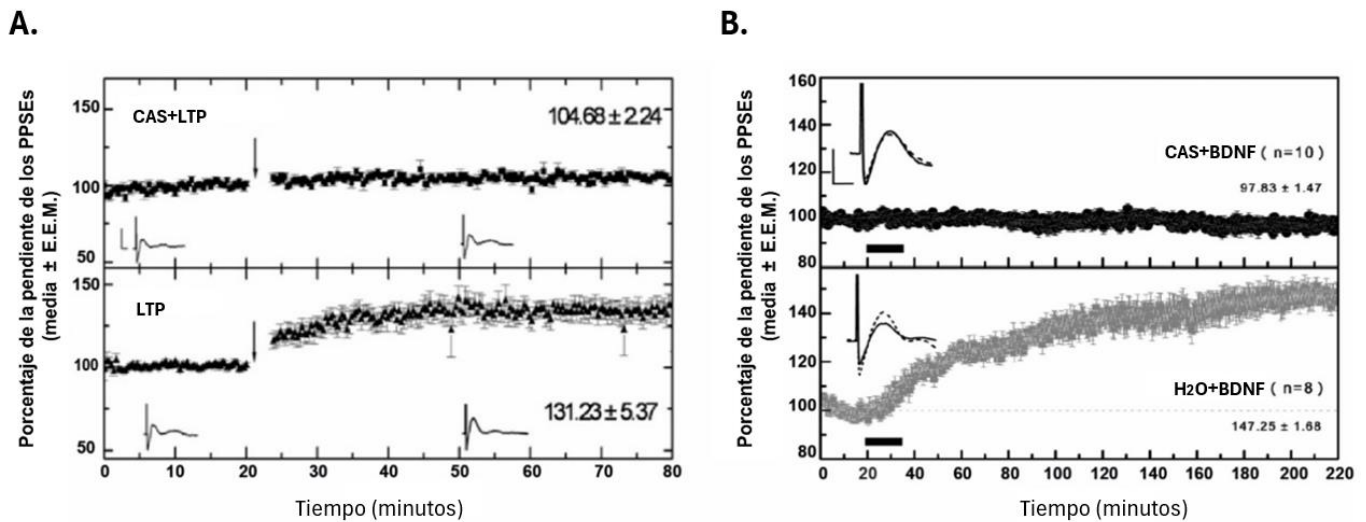 A.
Porcentaje de la pendiente de los PPSEs
(media ± E.E.M.)
150
100
50
CAS+LTP
104.68 ± 2.24
150
100
50
LTP
131.23 ± 5.37
0 10 20 30 40 50 60 70 80
Tiempo (minutos)
B.
Porcentaje de la pendiente de los PPSEs
(media ± E.E.M.)
160
140
120
100
80
CAS+BDNF ( n=10 )
97.83 ± 1.47
140
120
100
80
H2O+BDNF ( n=8 )
147.25 ± 1.68
0 20 40 60 80 100 120 140 160 180 200 220
Tiempo (minutos)